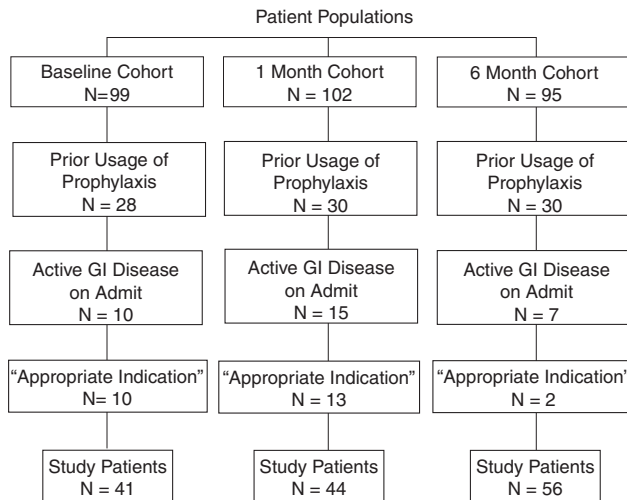 Patient Populations
Baseline Cohort
N=99
1 Month Cohort
N = 102
6 Month Cohort
N = 95
Prior Usage of
Prophylaxis
N = 28
Prior Usage of
Prophylaxis
N = 30
Prior Usage of
Prophylaxis
N = 30
Active GI Disease
on Admit
N = 10
Active GI Disease
on Admit
N = 15
Active GI Disease
on Admit
N = 7
“Appropriate Indication”
N= 10
“Appropriate Indication”
N = 13
“Appropriate Indication”
N = 2
Study Patients
N = 41
Study Patients
N = 44
Study Patients
N = 56